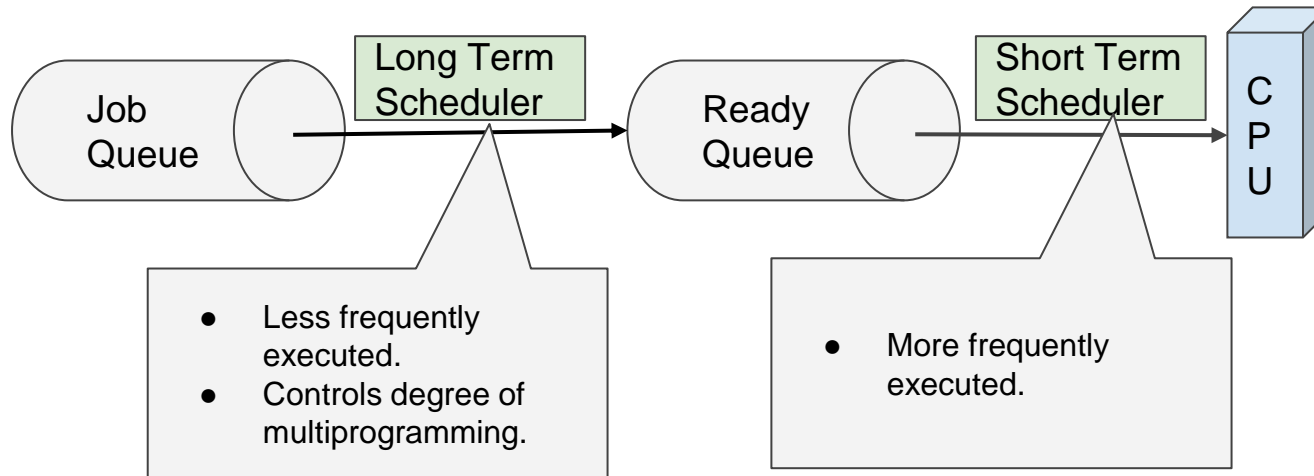 Job
Queue
Long Term
Scheduler
Ready
Queue
Short Term
Scheduler
C
P
U
● Less frequently
executed.
● Controls degree of
multiprogramming.
● More frequently
executed.